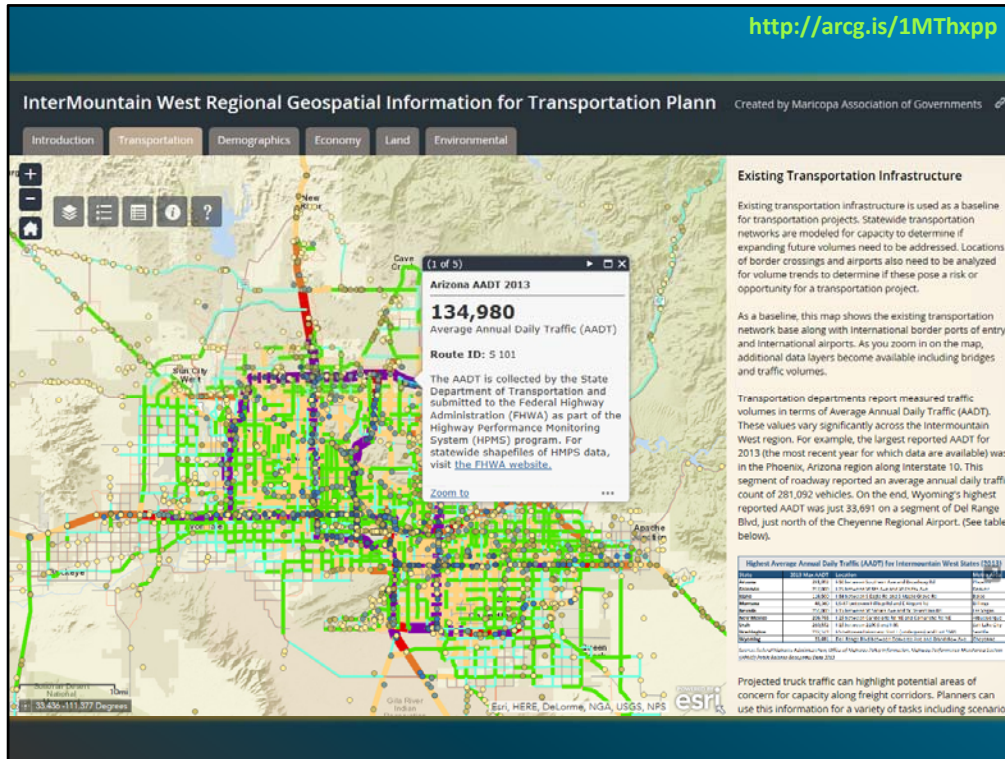 http://arcg.is/1MThxpp
InterMountain West Regional Geospatial Information for Transportation Plann
Created by Maricopa Association of Governments
Introduction
Transportation
Demographics
Economy
Land
Environmental
+
−
?
New
River
Cave
Sun City
West
Apache
Junction
10mi
33.436 -111.377 Degrees
Gila River
Indian
Esri, HERE, DeLorme, NGA, USGS, NPS
POWERED BY
esri
(1 of 5)
Arizona AADT 2013
134,980
Average Annual Daily Traffic (AADT)
Route ID: S 101
The AADT is collected by the State
Department of Transportation and
submitted to the Federal Highway
Administration (FHWA) as part of the
Highway Performance Monitoring
System (HPMS) program. For
statewide shapefiles of HMPS data,
visit the FHWA website.
Zoom to
Existing Transportation Infrastructure
Existing transportation infrastructure is used as a baseline
for transportation projects. Statewide transportation
networks are modeled for capacity to determine if
expanding future volumes need to be addressed. Locations
of border crossings and airports also need to be analyzed
for volume trends to determine if these pose a risk or
opportunity for a transportation project.
As a baseline, this map shows the existing transportation
network base along with International border ports of entry
and International airports. As you zoom in on the map,
additional data layers become available including bridges
and traffic volumes.
Transportation departments report measured traffic
volumes in terms of Average Annual Daily Traffic (AADT).
These values vary significantly across the Intermountain
West region. For example, the largest reported AADT for
2013 (the most recent year for which data are available) was
in the Phoenix, Arizona region along Interstate 10. This
segment of roadway reported an average annual daily traffi
count of 281,092 vehicles. On the end, Wyoming's highest
reported AADT was just 33,691 on a segment of Del Range
Blvd, just north of the Cheyenne Regional Airport. (See table
below).
Highest Average Annual Daily Traffic (AADT) for Intermountain West States (2013)
State 2013 Max AADT Location
Projected truck traffic can highlight potential areas of
concern for capacity along freight corridors. Planners can
use this information for a variety of tasks including scenario